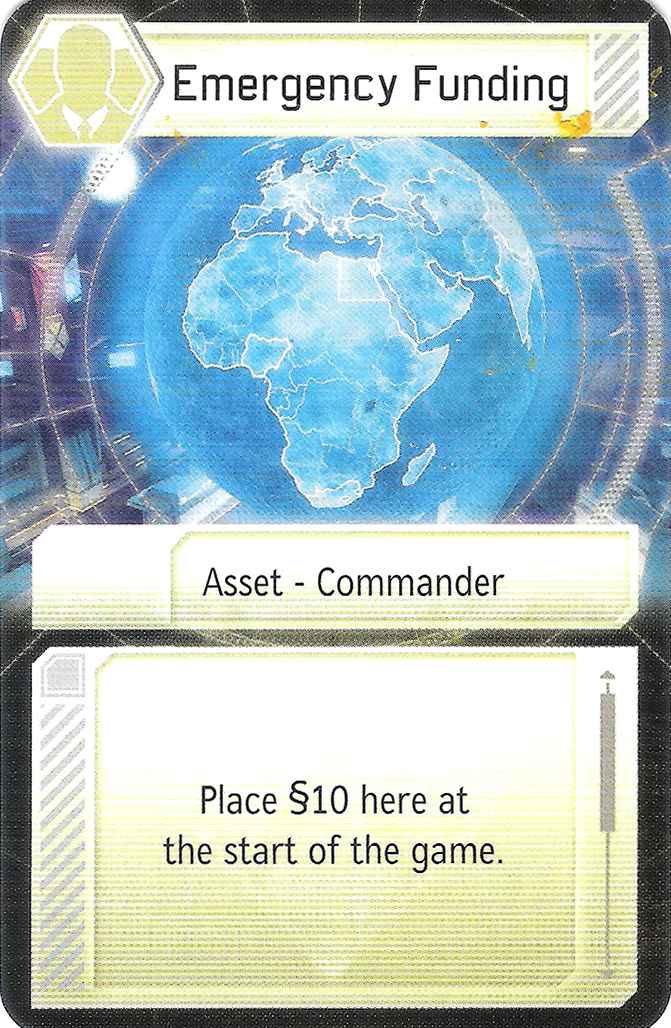 Emergency Funding
Asset - Commander
Place §10 here at
the start of the game.